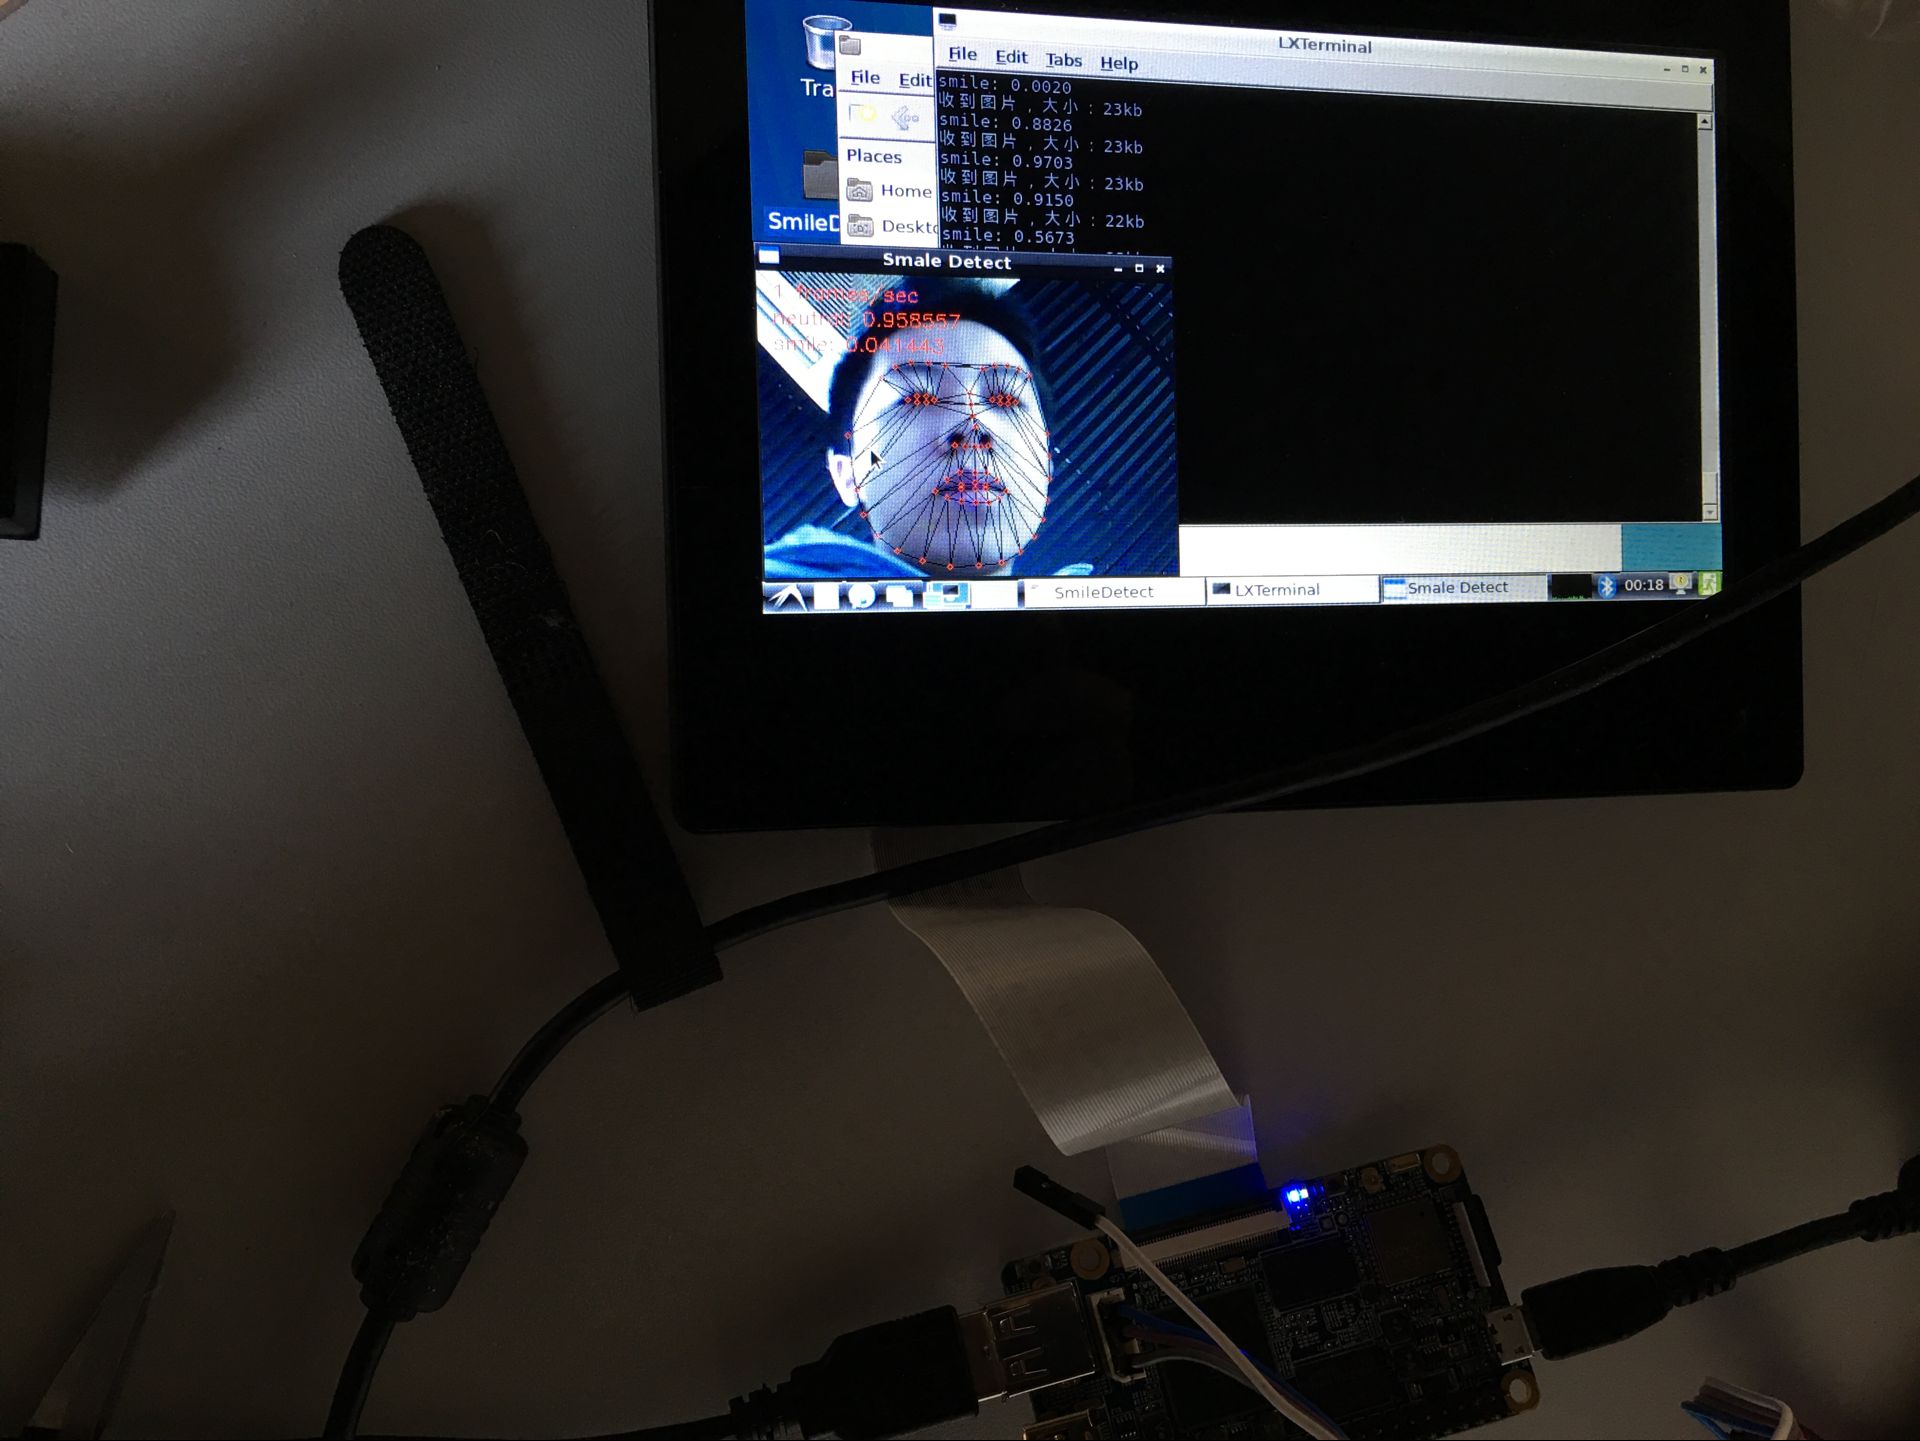 LXTerminal
File Edit Tabs Help
smile: 0.0020
收到图片，大小：23kb
smile: 0.8826
收到图片，大小：23kb
smile: 0.9703
收到图片，大小：23kb
smile: 0.9150
收到图片，大小：22kb
smile: 0.5673
Tra
File Edit
Places
Home
Deskto
SmileD
Smale Detect
1 frames/sec
neutral: 0.958557
smile: 0.041443
SmileDetect
LXTerminal
Smale Detect
00:18